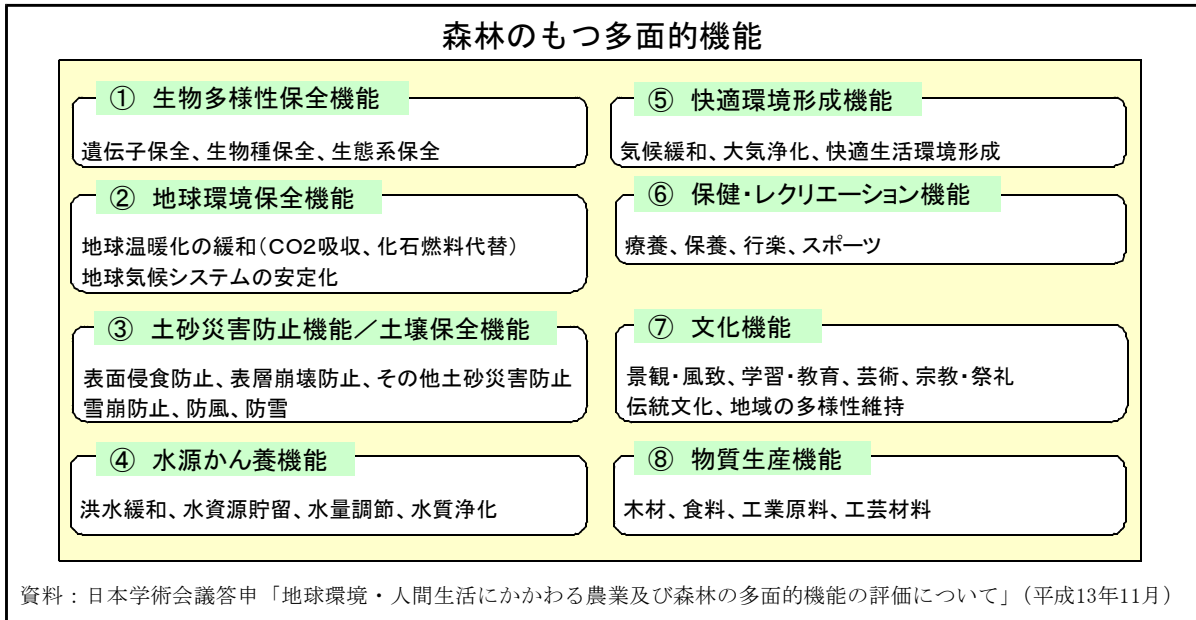 森林のもつ多面的機能
① 生物多様性保全機能
遺伝子保全、生物種保全、生態系保全
② 地球環境保全機能
地球温暖化の緩和（CO2吸収、化石燃料代替）
地球気候システムの安定化
③ 土砂災害防止機能／土壌保全機能
表面侵食防止、表層崩壊防止、その他土砂災害防止
雪崩防止、防風、防雪
④ 水源かん養機能
洪水緩和、水資源貯留、水量調節、水質浄化
⑤ 快適環境形成機能
気候緩和、大気浄化、快適生活環境形成
⑥ 保健・レクリエーション機能
療養、保養、行楽、スポーツ
⑦ 文化機能
景観・風致、学習・教育、芸術、宗教・祭礼
伝統文化、地域の多様性維持
⑧ 物質生産機能
木材、食料、工業原料、工芸材料
資料：日本学術会議答申「地球環境・人間生活にかかわる農業及び森林の多面的機能の評価について」（平成13年11月）